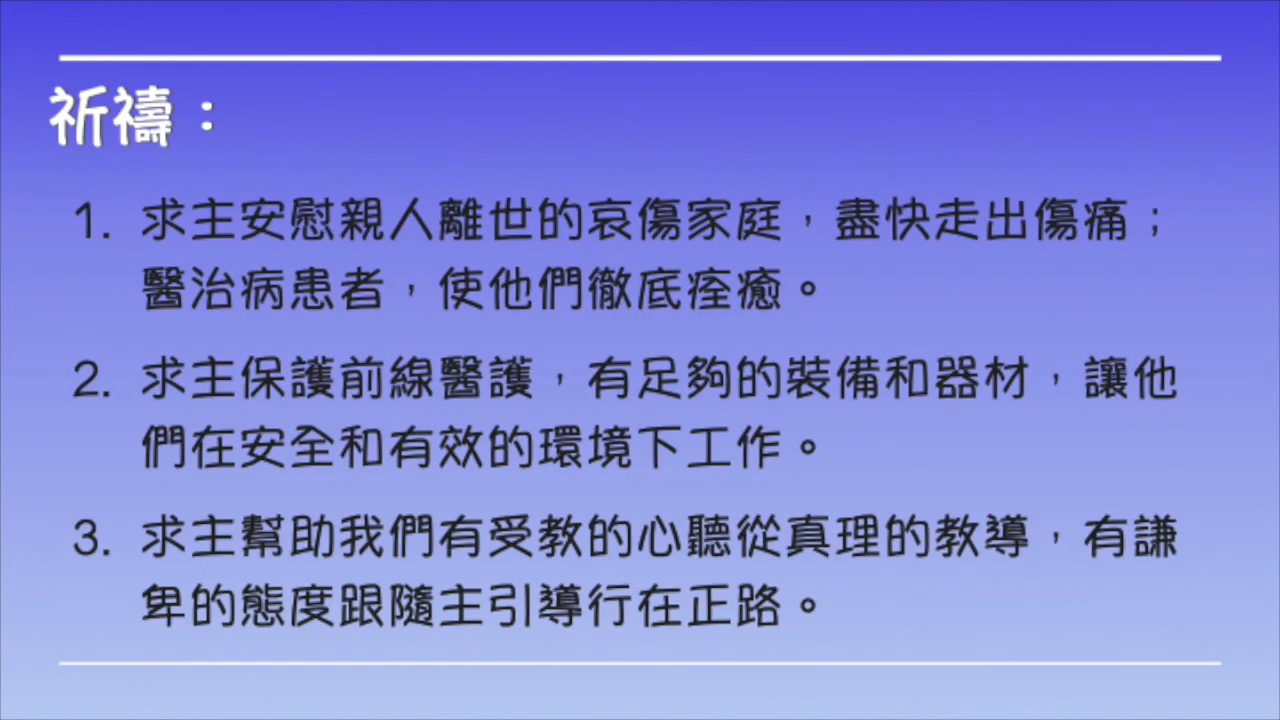 祈禱：
1. 求主安慰親人離世的哀傷家庭，盡快走出傷痛；
醫治病患者，使他們徹底痊癒。
2. 求主保護前線醫護，有足夠的裝備和器材，讓他
們在安全和有效的環境下工作。
3. 求主幫助我們有受教的心聽從真理的教導，有謙
卑的態度跟隨主引導行在正路。